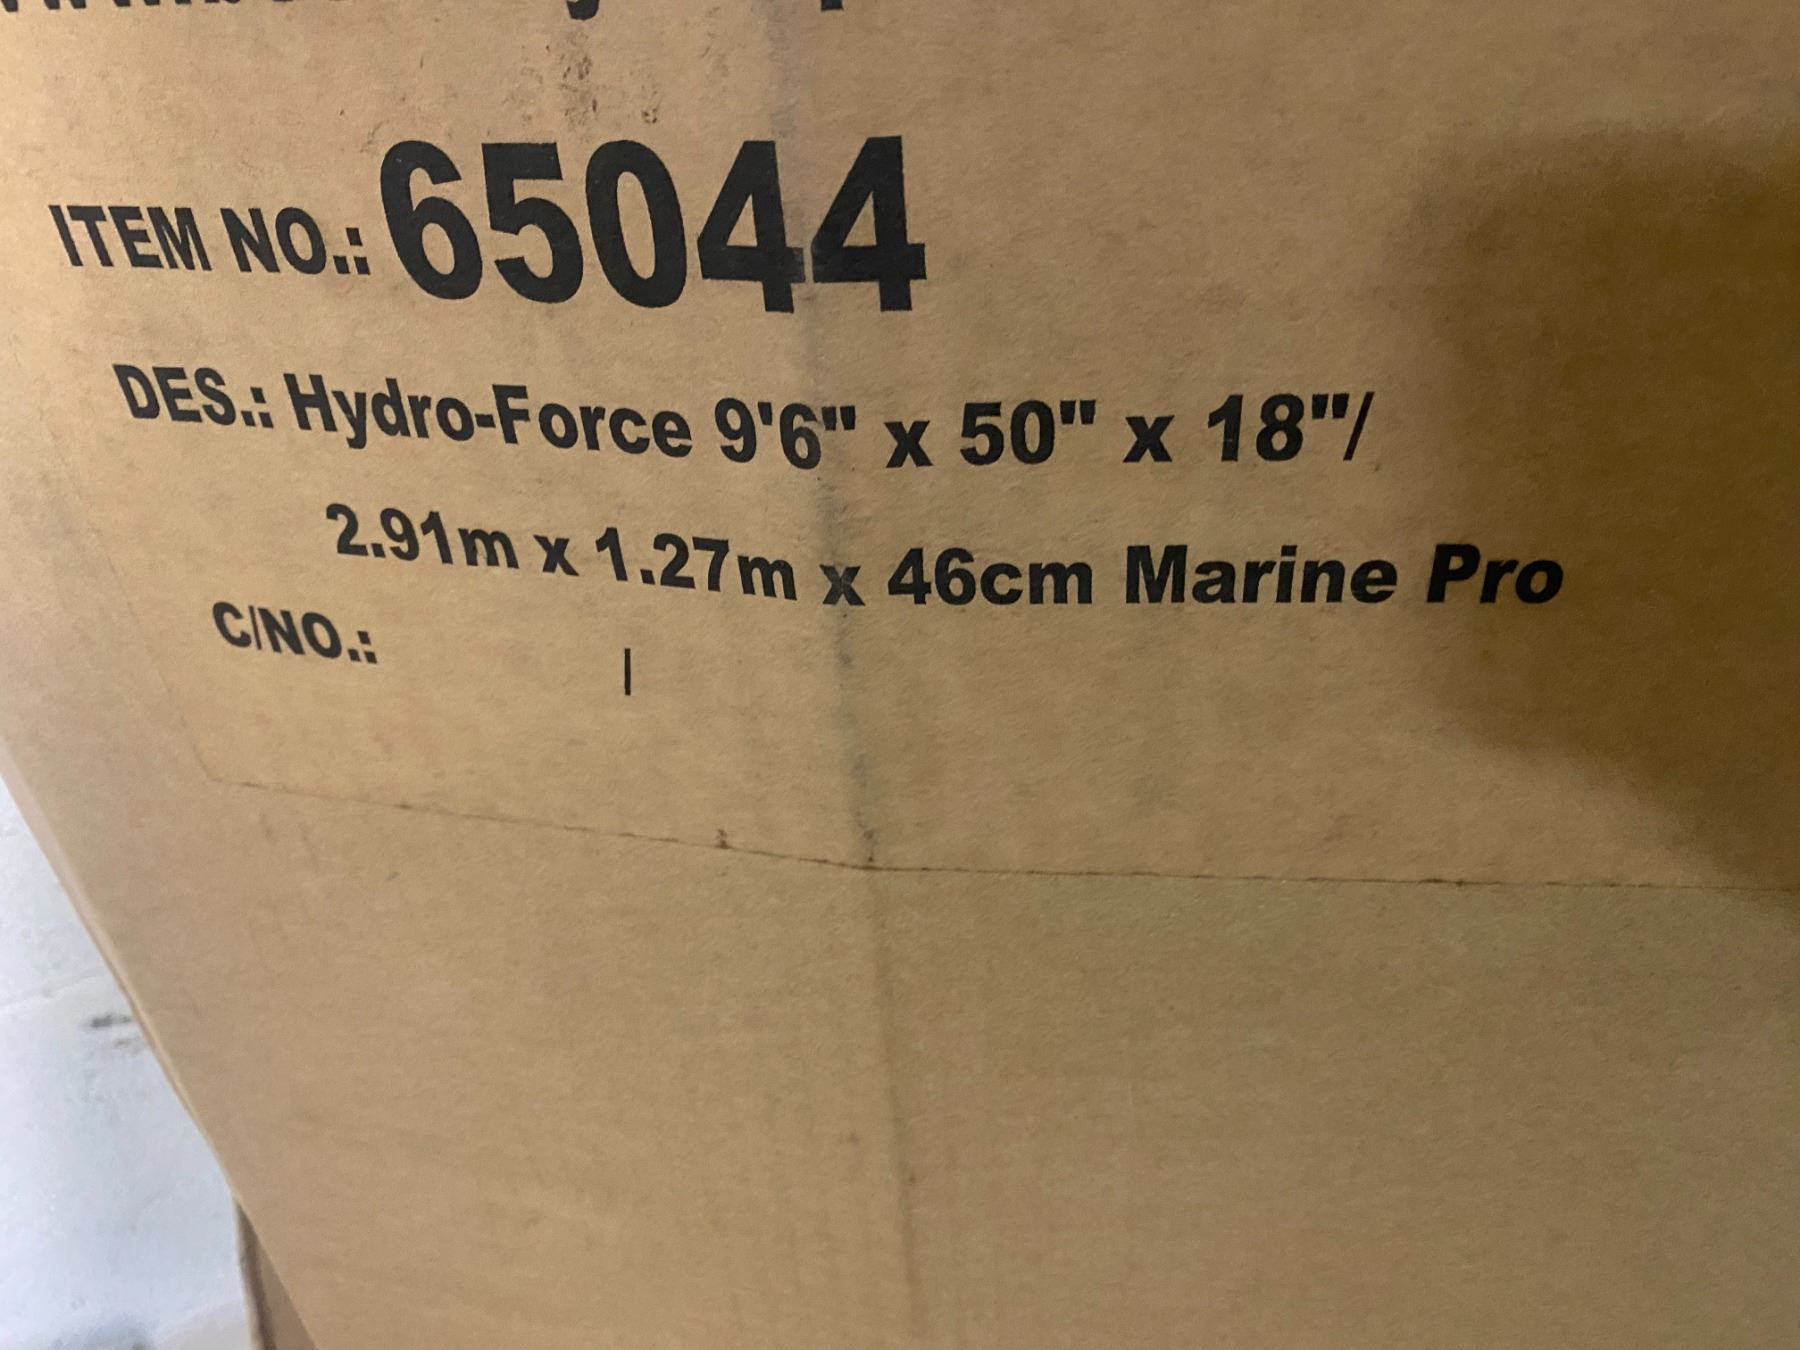 ITEM NO.: 65044
DES.: Hydro-Force 9'6" x 50" x 18"/
2.91m x 1.27m x 46cm Marine Pro
C/NO.: